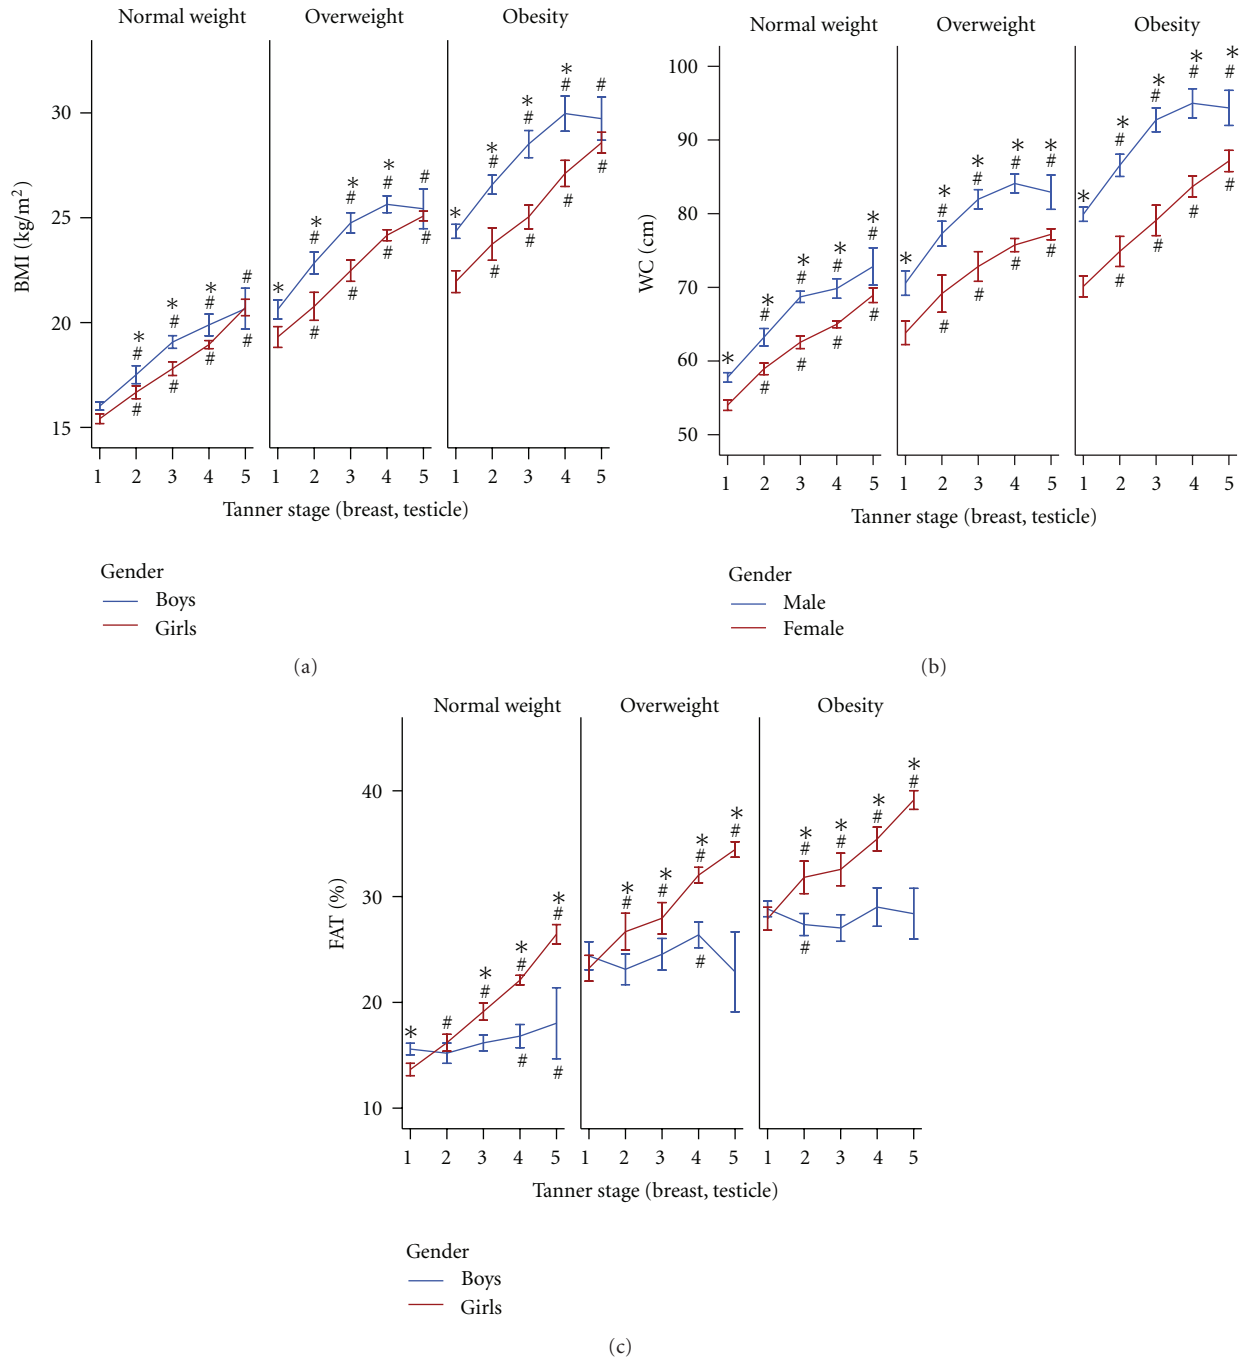 Normal weight Overweight Obesity
BMI (kg/m²)
30
25
20
15
* # * # * # * # * # * # * # * # * # * # * # * #
1 2 3 4 5 1 2 3 4 5 1 2 3 4 5
Tanner stage (breast, testicle)
Gender
Boys
Girls
(a)
Normal weight Overweight Obesity
WC (cm)
100
90
80
70
60
50
1 2 3 4 5 1 2 3 4 5 1 2 3 4 5
Tanner stage (breast, testicle)
Gender
Male
Female
(b)
Normal weight Overweight Obesity
FAT (%)
40
30
20
10
1 2 3 4 5 1 2 3 4 5 1 2 3 4 5
Tanner stage (breast, testicle)
Gender
Boys
Girls
(c)